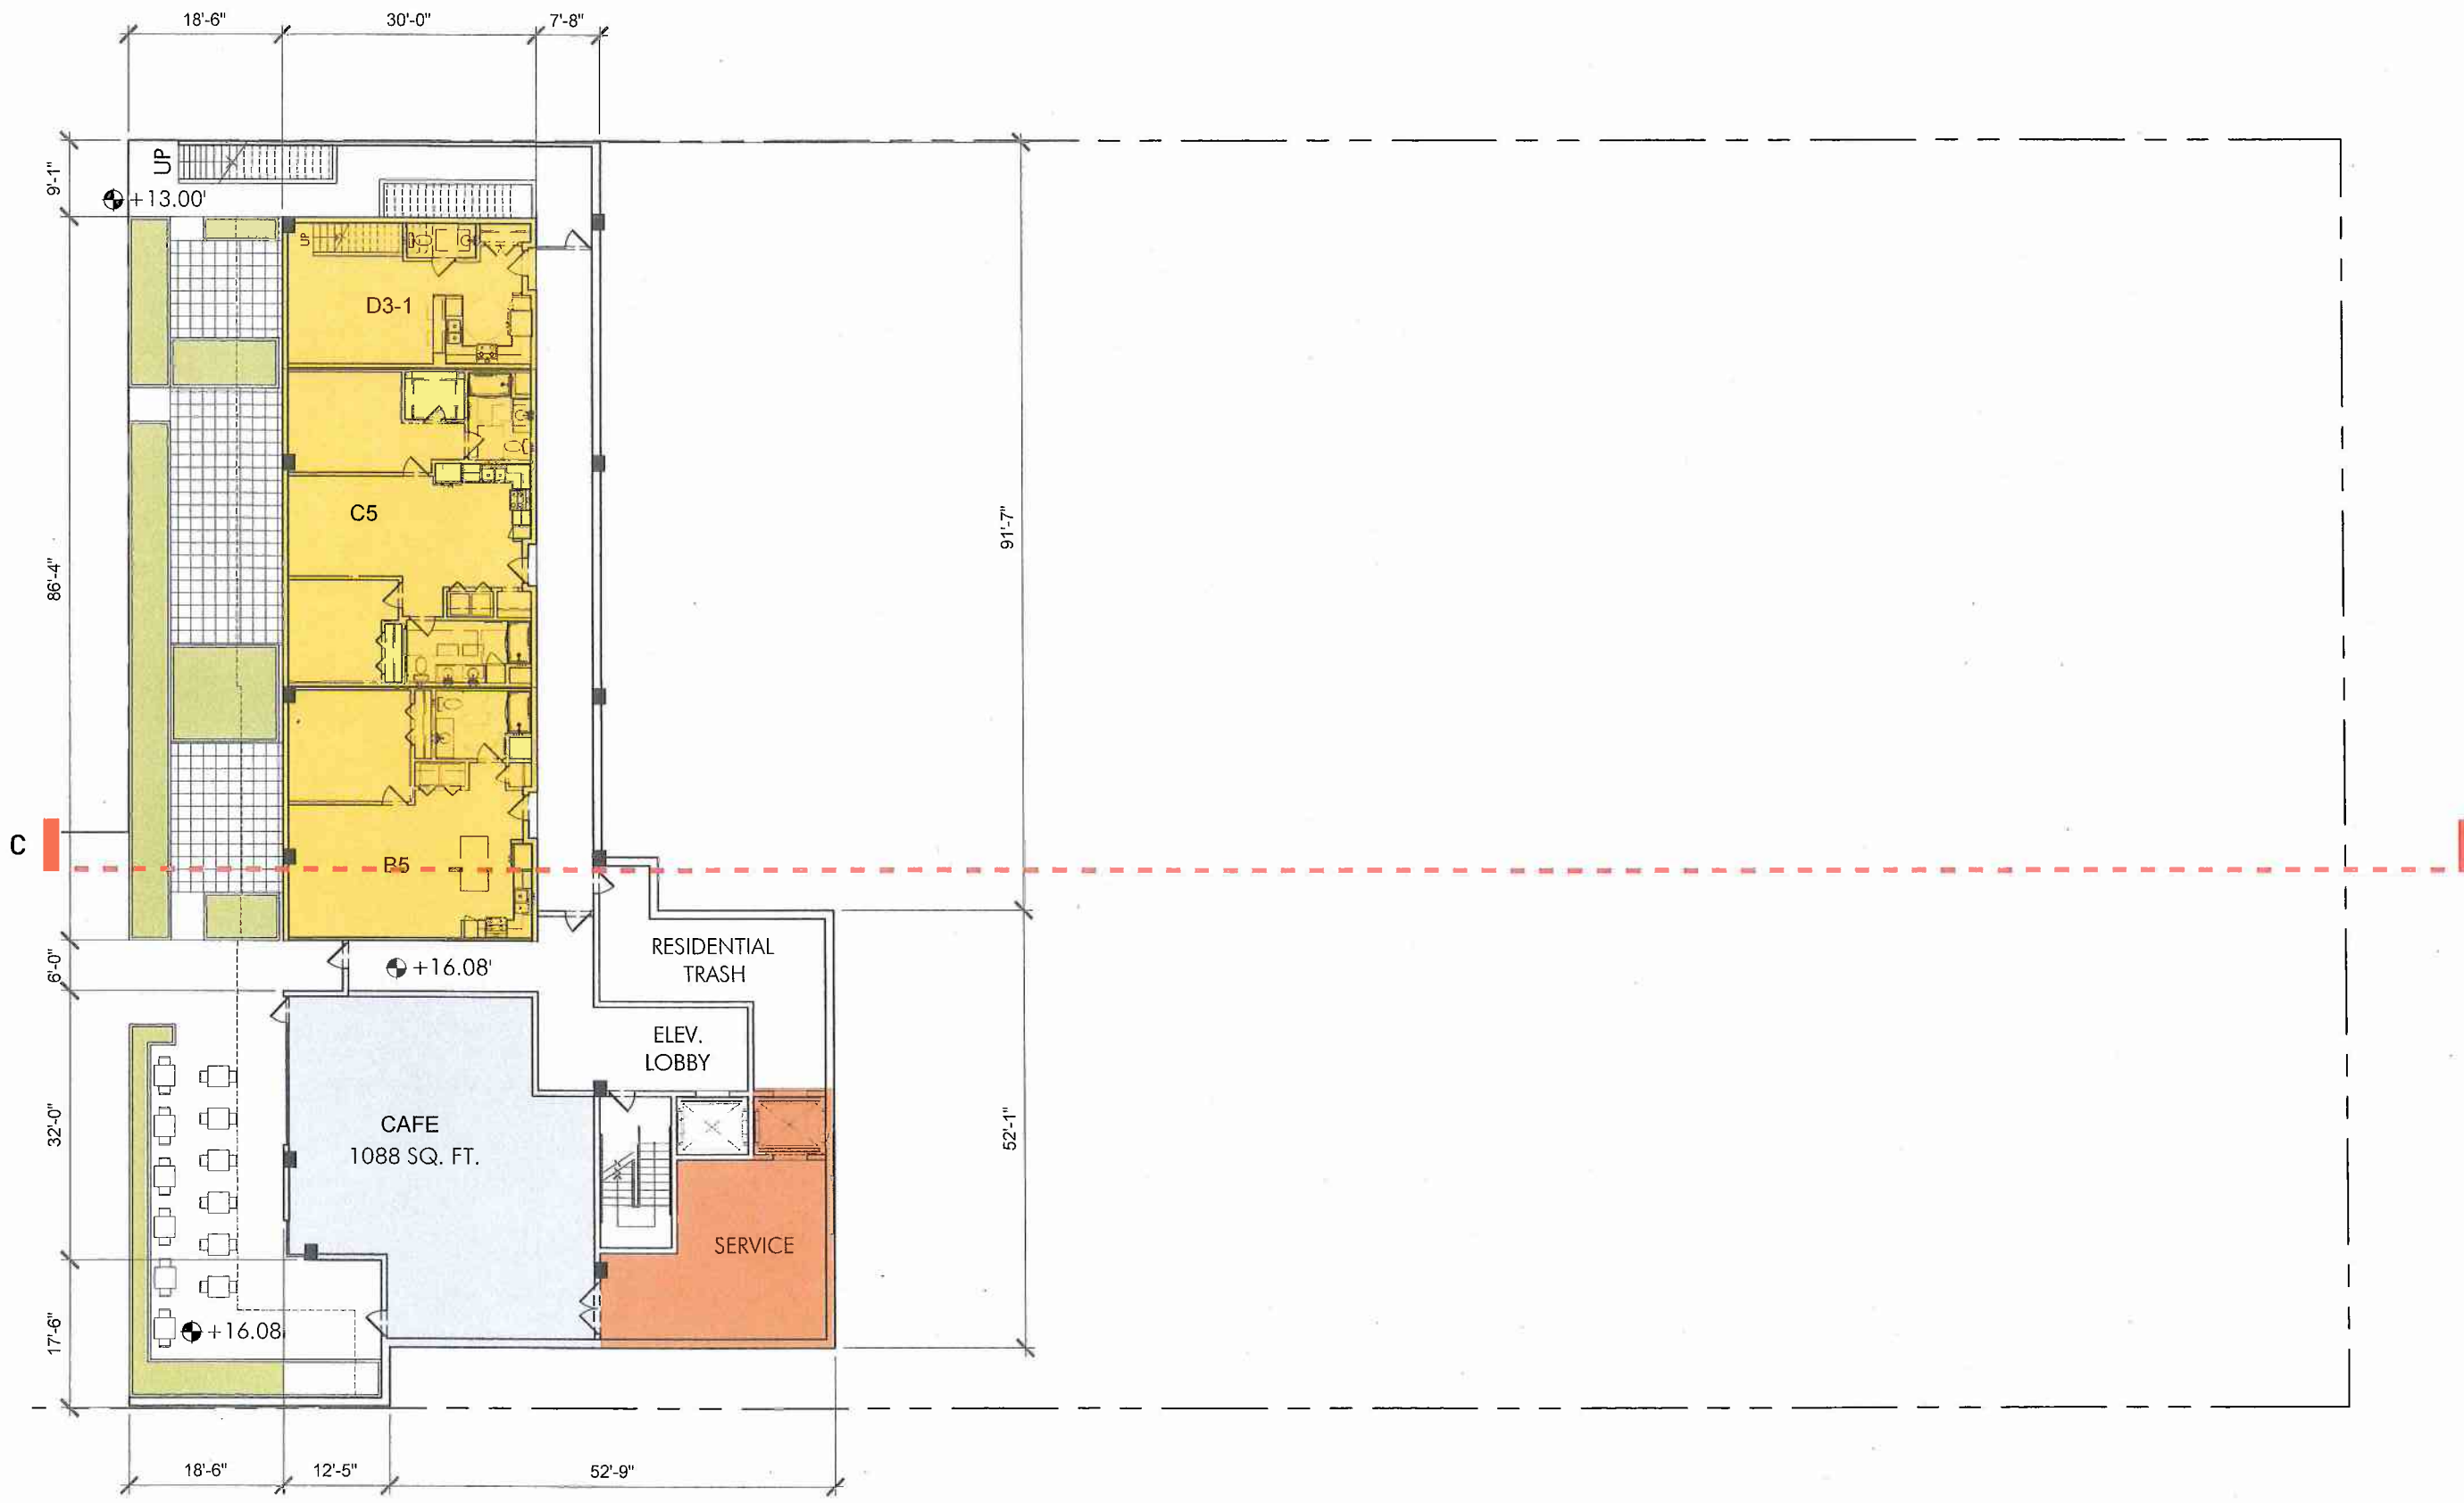 18'-6"
30'-0"
7'-8"
UP
9'-1"
+13.00'
UP
D3-1
C5
91'-7"
86'-4"
C
B5
RESIDENTIAL
TRASH
6'-0"
+16.08'
ELEV.
LOBBY
CAFE
1088 SQ. FT.
32'-0"
52'-1"
SERVICE
17'-6"
+16.08
18'-6"
12'-5"
52'-9"